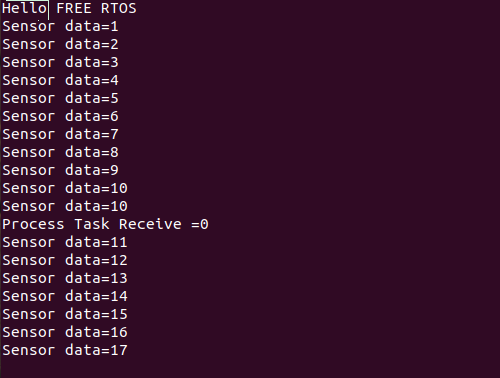 Hello FREE RTOS
Sensor data=1
Sensor data=2
Sensor data=3
Sensor data=4
Sensor data=5
Sensor data=6
Sensor data=7
Sensor data=8
Sensor data=9
Sensor data=10
Sensor data=10
Process Task Receive =0
Sensor data=11
Sensor data=12
Sensor data=13
Sensor data=14
Sensor data=15
Sensor data=16
Sensor data=17